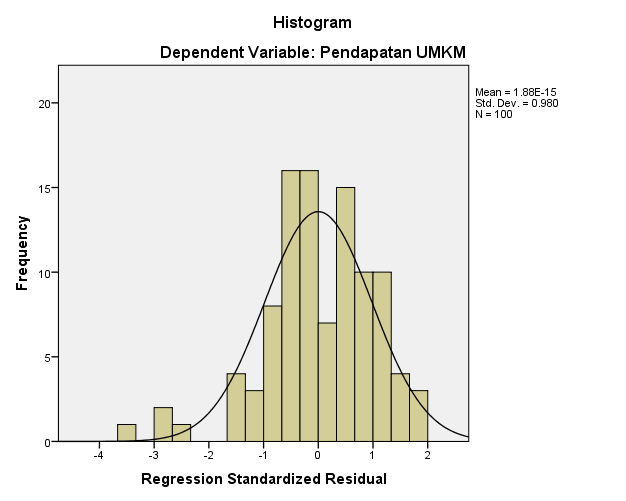 Histogram
Dependent Variable: Pendapatan UMKM
Mean = 1.88E-15
Std. Dev. = 0.980
N = 100
Frequency
20
15
10
5
0
-4 -3 -2 -1 0 1 2
Regression Standardized Residual